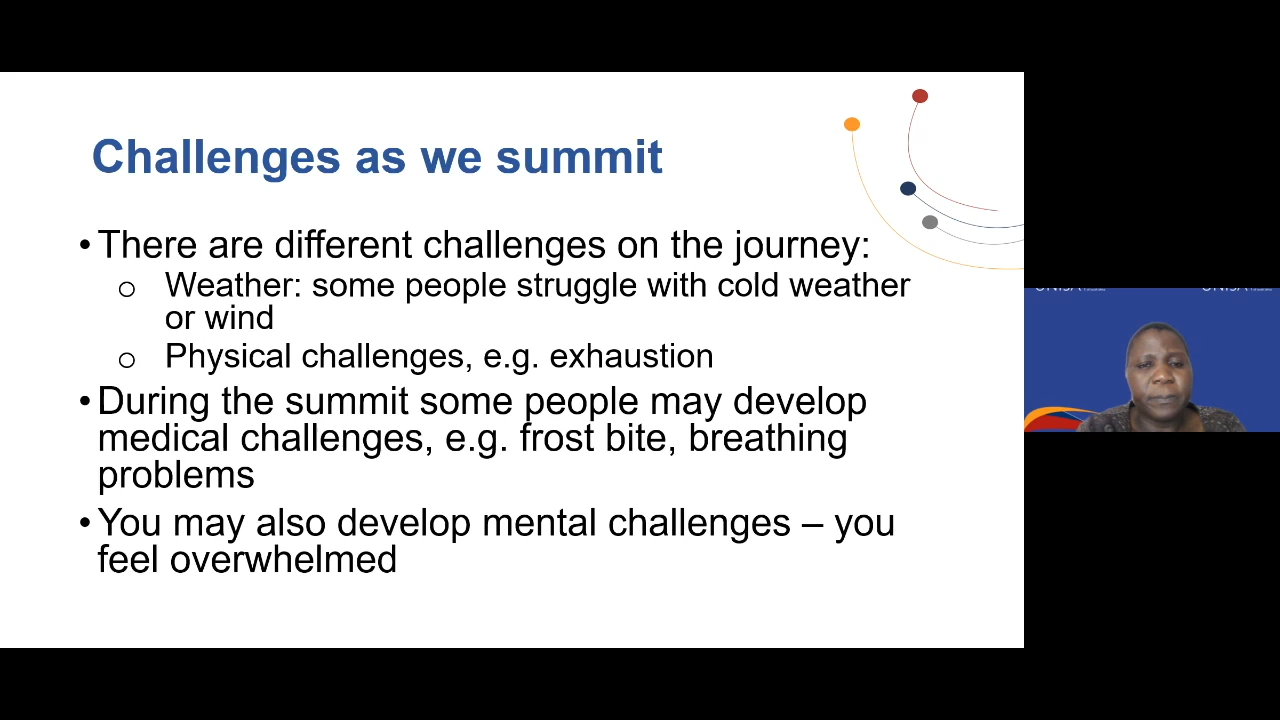 Challenges as we summit
• There are different challenges on the journey:
o Weather: some people struggle with cold weather
or wind
o Physical challenges, e.g. exhaustion
• During the summit some people may develop
medical challenges, e.g. frost bite, breathing
problems
• You may also develop mental challenges – you
feel overwhelmed